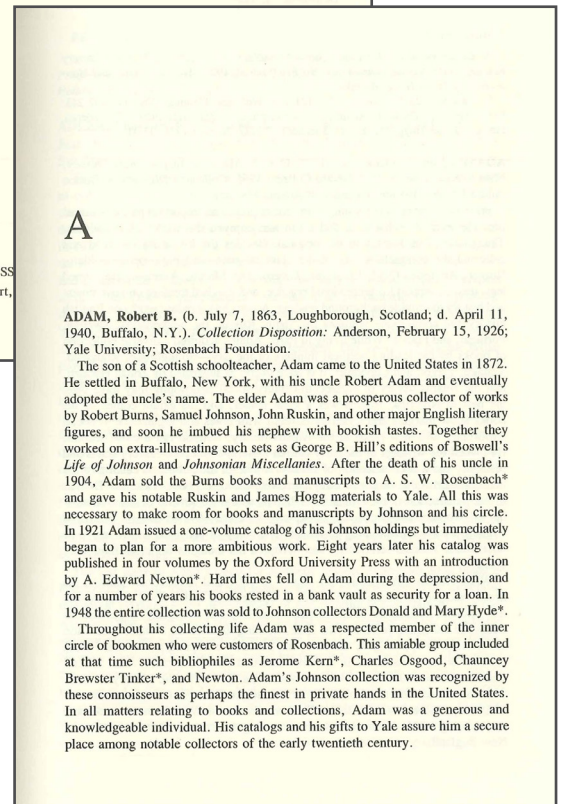 SS
rt,
A
ADAM, Robert B. (b. July 7, 1863, Loughborough, Scotland; d. April 11,
1940, Buffalo, N.Y.). Collection Disposition: Anderson, February 15, 1926;
Yale University; Rosenbach Foundation.
The son of a Scottish schoolteacher, Adam came to the United States in 1872.
He settled in Buffalo, New York, with his uncle Robert Adam and eventually
adopted the uncle's name. The elder Adam was a prosperous collector of works
by Robert Burns, Samuel Johnson, John Ruskin, and other major English literary
figures, and soon he imbued his nephew with bookish tastes. Together they
worked on extra-illustrating such sets as George B. Hill's editions of Boswell's
Life of Johnson and Johnsonian Miscellanies. After the death of his uncle in
1904, Adam sold the Burns books and manuscripts to A. S. W. Rosenbach*
and gave his notable Ruskin and James Hogg materials to Yale. All this was
necessary to make room for books and manuscripts by Johnson and his circle.
In 1921 Adam issued a one-volume catalog of his Johnson holdings but immediately
began to plan for a more ambitious work. Eight years later his catalog was
published in four volumes by the Oxford University Press with an introduction
by A. Edward Newton*. Hard times fell on Adam during the depression, and
for a number of years his books rested in a bank vault as security for a loan. In
1948 the entire collection was sold to Johnson collectors Donald and Mary Hyde*.
Throughout his collecting life Adam was a respected member of the inner
circle of bookmen who were customers of Rosenbach. This amiable group included
at that time such bibliophiles as Jerome Kern*, Charles Osgood, Chauncey
Brewster Tinker*, and Newton. Adam's Johnson collection was recognized by
these connoisseurs as perhaps the finest in private hands in the United States.
In all matters relating to books and collections, Adam was a generous and
knowledgeable individual. His catalogs and his gifts to Yale assure him a secure
place among notable collectors of the early twentieth century.